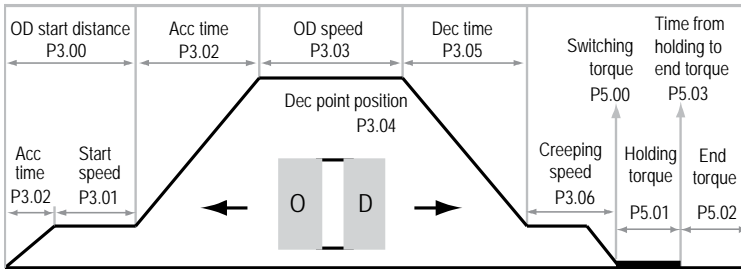 OD start distance
P3.00
Acc time
P3.02
OD speed
P3.03
Dec time
P3.05
Switching
torque
P5.00
Time from
holding to
end torque
P5.03
Dec point position
P3.04
Acc
time
P3.02
Start
speed
P3.01
O
D
Creeping
speed
P3.06
Holding
torque
P5.01
End
torque
P5.02